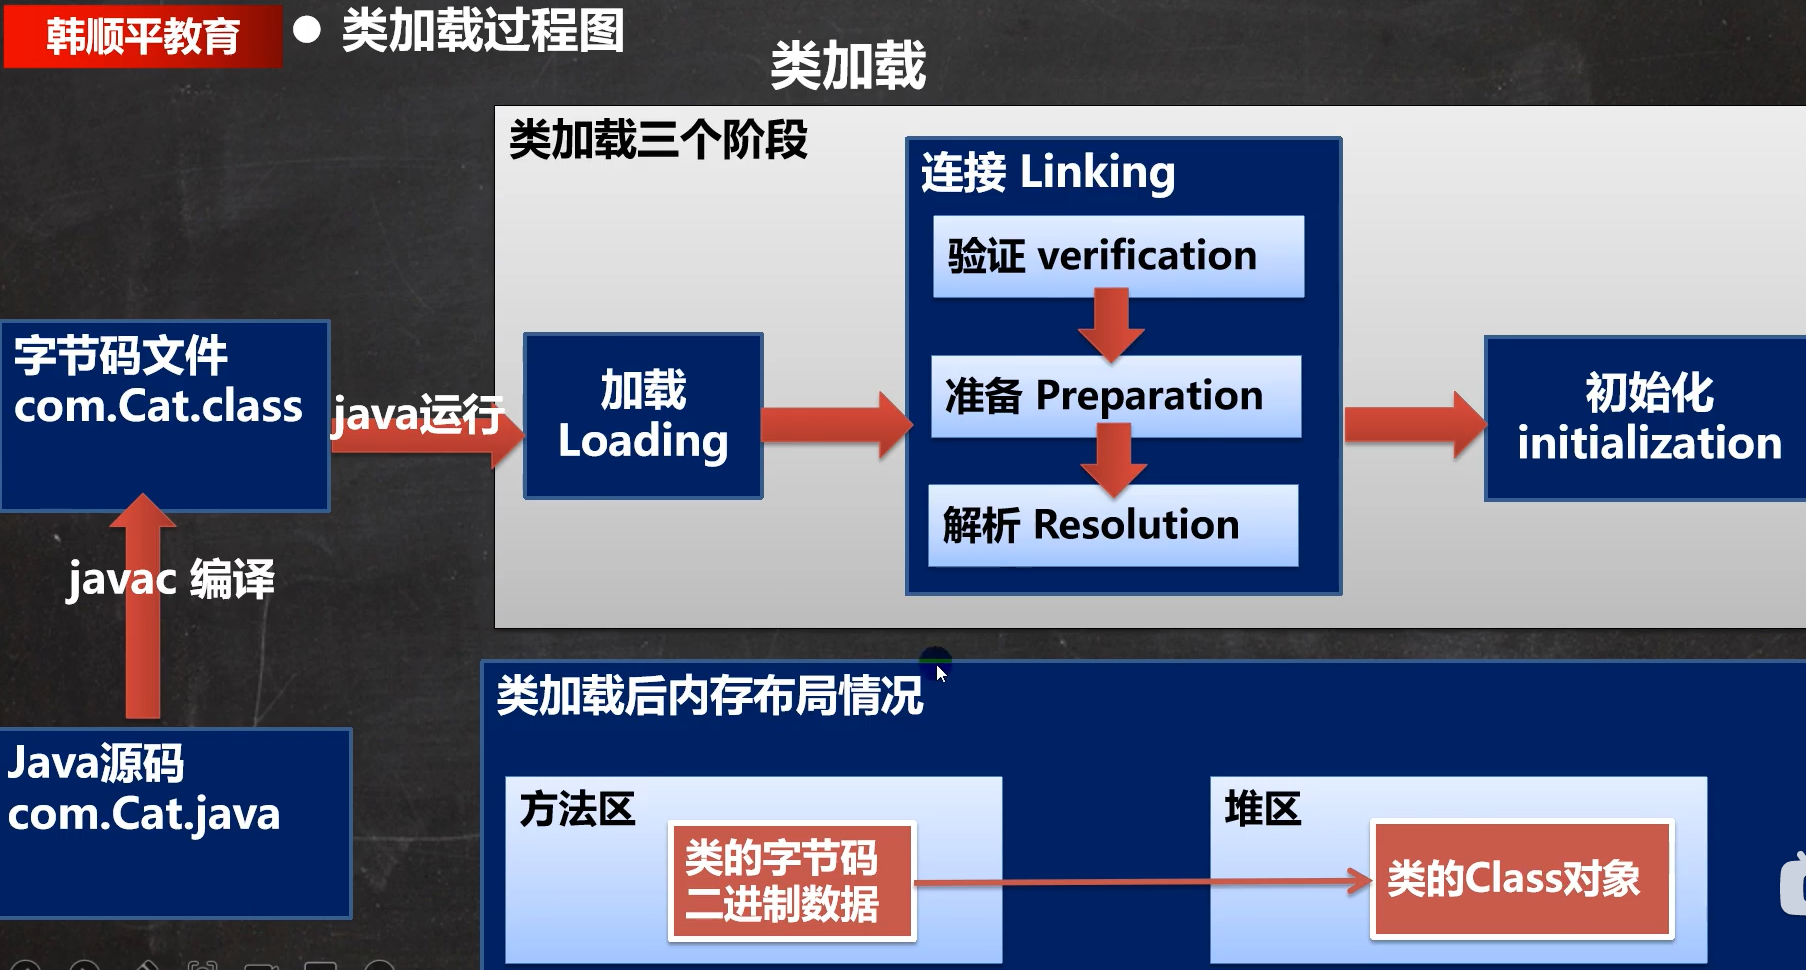 韩顺平教育
● 类加载过程图
类加载
类加载三个阶段
连接 Linking
验证 verification
准备 Preparation
解析 Resolution
字节码文件
com.Cat.class
java运行
加载
Loading
初始化
initialization
javac 编译
Java源码
com.Cat.java
类加载后内存布局情况
方法区
类的字节码
二进制数据
堆区
类的Class对象